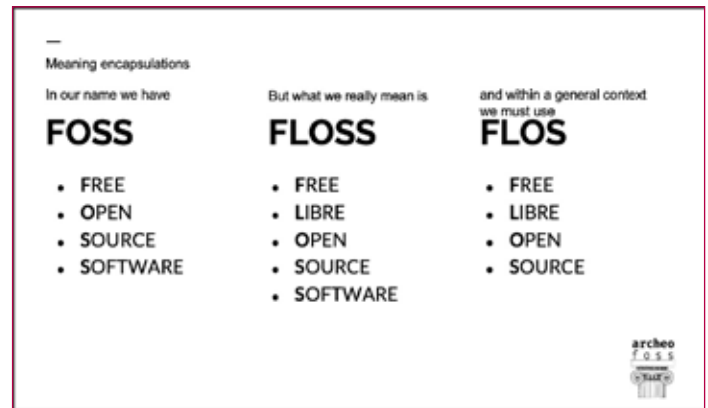 —
Meaning encapsulations
In our name we have
FOSS
• FREE
• OPEN
• SOURCE
• SOFTWARE
But what we really mean is
FLOSS
• FREE
• LIBRE
• OPEN
• SOURCE
• SOFTWARE
and within a general context
we must use
FLOS
• FREE
• LIBRE
• OPEN
• SOURCE
archeo
foss